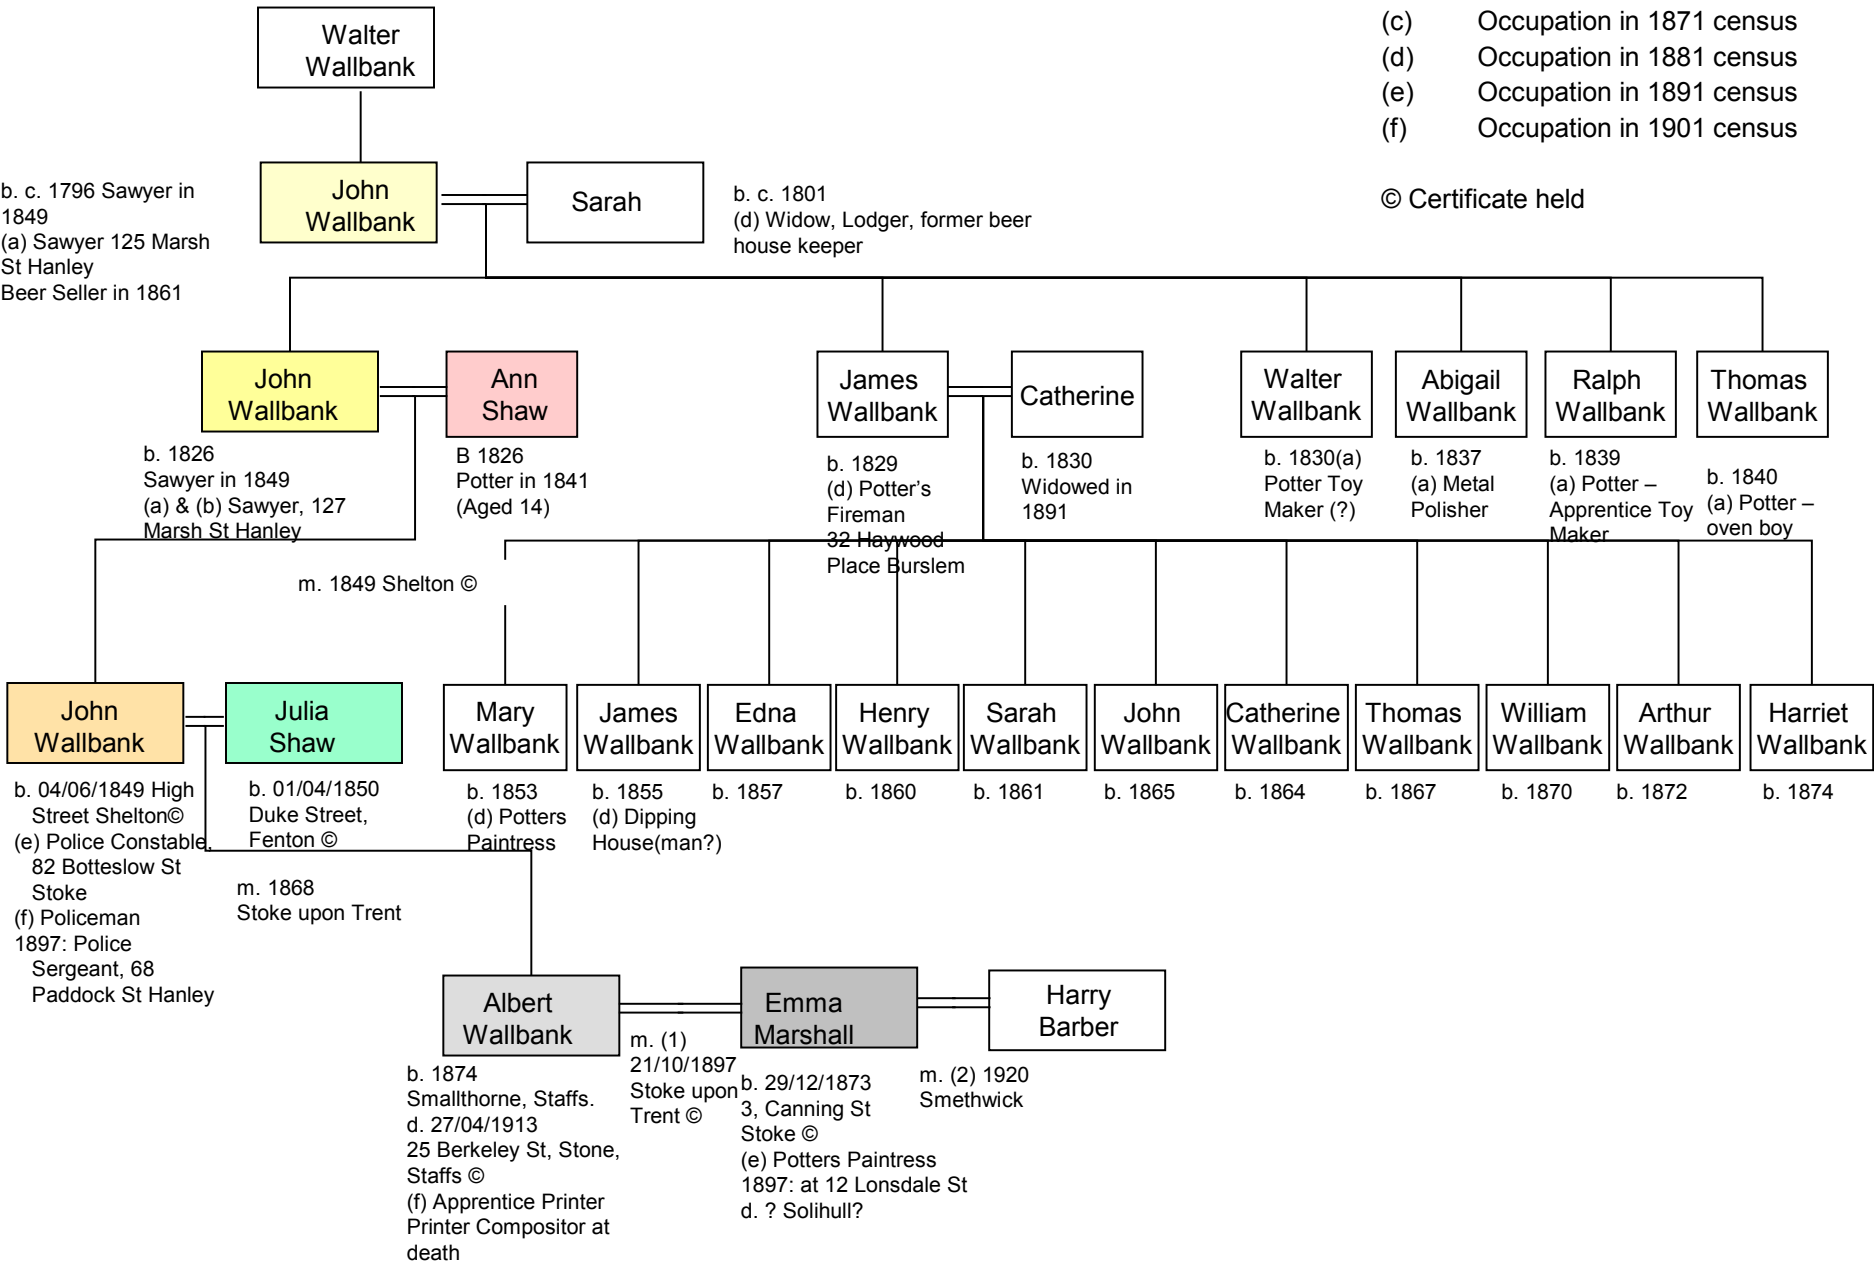 Walter
Wallbank
(c) Occupation in 1871 census
(d) Occupation in 1881 census
(e) Occupation in 1891 census
(f) Occupation in 1901 census
© Certificate held
b. c. 1796 Sawyer in
1849
(a) Sawyer 125 Marsh
St Hanley
Beer Seller in 1861
John
Wallbank
Sarah
b. c. 1801
(d) Widow, Lodger, former beer
house keeper
John
Wallbank
Ann
Shaw
James
Wallbank
Catherine
Walter
Wallbank
Abigail
Wallbank
Ralph
Wallbank
Thomas
Wallbank
b. 1826
Sawyer in 1849
(a) & (b) Sawyer, 127
Marsh St Hanley
B 1826
Potter in 1841
(Aged 14)
b. 1829
(d) Potter’s
Fireman
32 Haywood
Place Burslem
b. 1830
Widowed in
1891
b. 1830(a)
Potter Toy
Maker (?)
b. 1837
(a) Metal
Polisher
b. 1839
(a) Potter –
Apprentice Toy
Maker
b. 1840
(a) Potter –
oven boy
m. 1849 Shelton ©
John
Wallbank
Julia
Shaw
Mary
Wallbank
James
Wallbank
Edna
Wallbank
Henry
Wallbank
Sarah
Wallbank
John
Wallbank
Catherine
Wallbank
Thomas
Wallbank
William
Wallbank
Arthur
Wallbank
Harriet
Wallbank
b. 04/06/1849 High
Street Shelton©
(e) Police Constable,
82 Botteslow St
Stoke
(f) Policeman
1897: Police
Sergeant, 68
Paddock St Hanley
b. 01/04/1850
Duke Street,
Fenton ©
m. 1868
Stoke upon Trent
b. 1853
(d) Potters
Paintress
b. 1855
(d) Dipping
House(man?)
b. 1857
b. 1860
b. 1861
b. 1865
b. 1864
b. 1867
b. 1870
b. 1872
b. 1874
Albert
Wallbank
m. (1)
21/10/1897
Stoke upon
Trent ©
Emma
Marshall
m. (2) 1920
Smethwick
Harry
Barber
b. 1874
Smallthorne, Staffs.
d. 27/04/1913
25 Berkeley St, Stone,
Staffs ©
(f) Apprentice Printer
Printer Compositor at
death
b. 29/12/1873
3, Canning St
Stoke ©
(e) Potters Paintress
1897: at 12 Lonsdale St
d. ? Solihull?